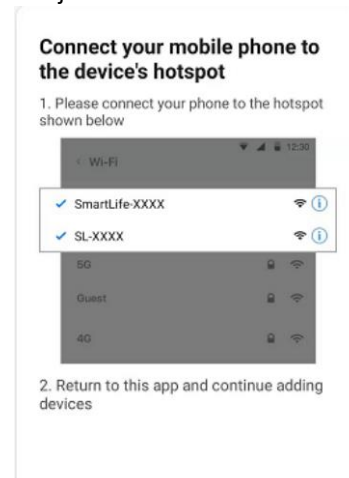 Connect your mobile phone to
the device's hotspot
1. Please connect your phone to the hotspot
shown below
12:30
< Wi-Fi
SmartLife-XXXX
SL-XXXX
5G
Guest
4G
2. Return to this app and continue adding
devices